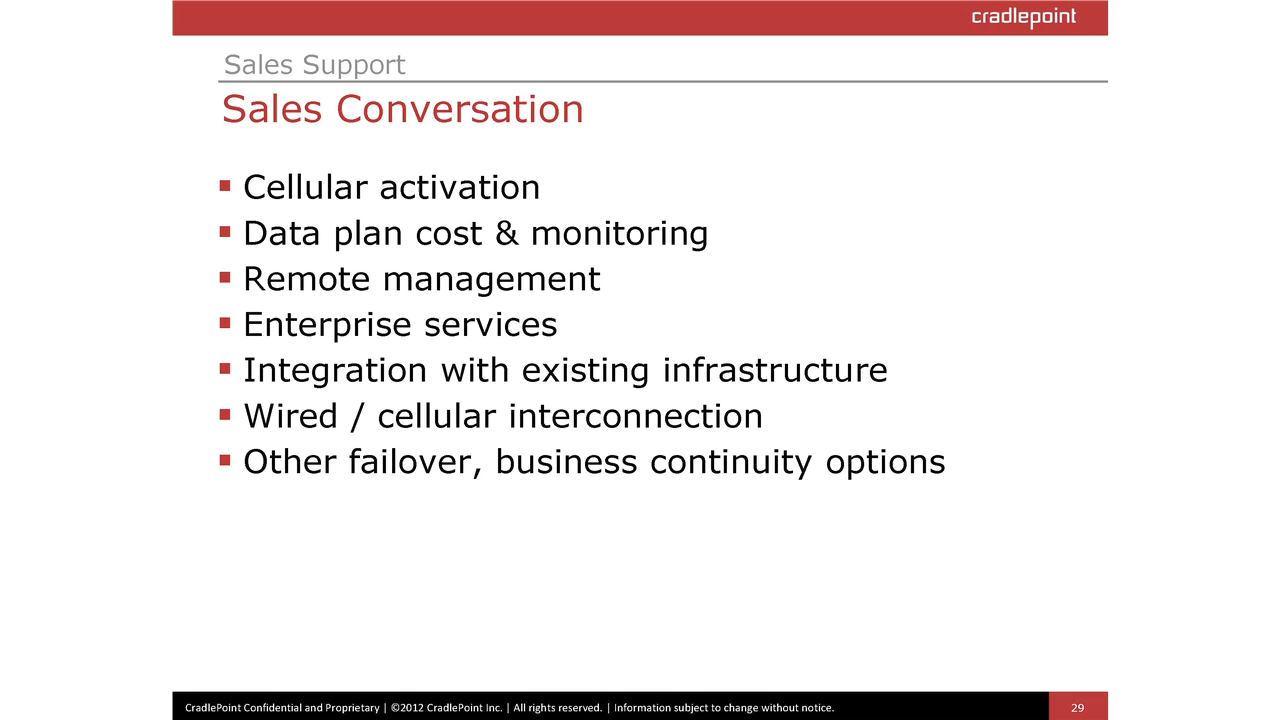 cradlepoint
Sales Support
Sales Conversation
▪ Cellular activation
▪ Data plan cost & monitoring
▪ Remote management
▪ Enterprise services
▪ Integration with existing infrastructure
▪ Wired / cellular interconnection
▪ Other failover, business continuity options
CradlePoint Confidential and Proprietary | ©2012 CradlePoint Inc. | All rights reserved. | Information subject to change without notice.
29